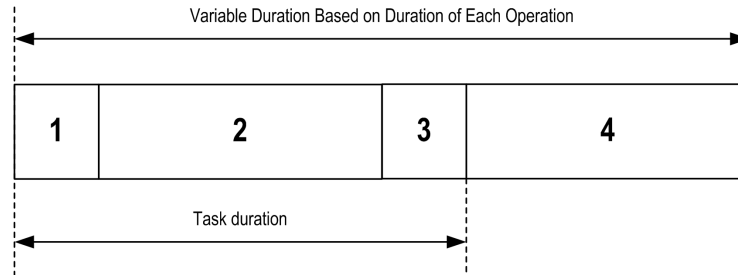 Variable Duration Based on Duration of Each Operation
1 2 3 4
Task duration